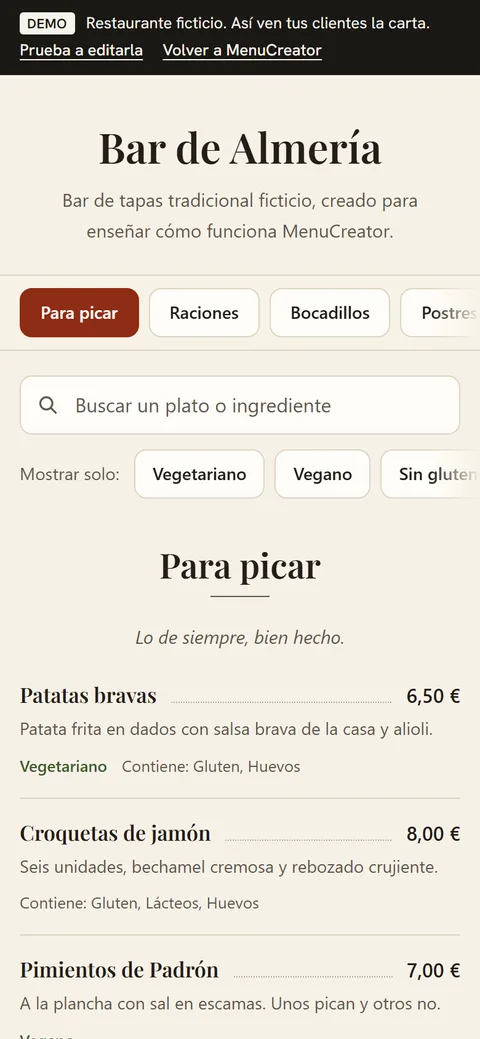 DEMO Restaurante ficticio. Así ven tus clientes la carta.
Prueba a editarla Volver a MenuCreator
Bar de Almería
Bar de tapas tradicional ficticio, creado para
enseñar cómo funciona MenuCreator.
Para picar Raciones Bocadillos Postres
Buscar un plato o ingrediente
Mostrar solo: Vegetariano Vegano Sin gluten
Para picar
Lo de siempre, bien hecho.
Patatas bravas 6,50 €
Patata frita en dados con salsa brava de la casa y alioli.
Vegetariano Contiene: Gluten, Huevos
Croquetas de jamón 8,00 €
Seis unidades, bechamel cremosa y rebozado crujiente.
Contiene: Gluten, Lácteos, Huevos
Pimientos de Padrón 7,00 €
A la plancha con sal en escamas. Unos pican y otros no.